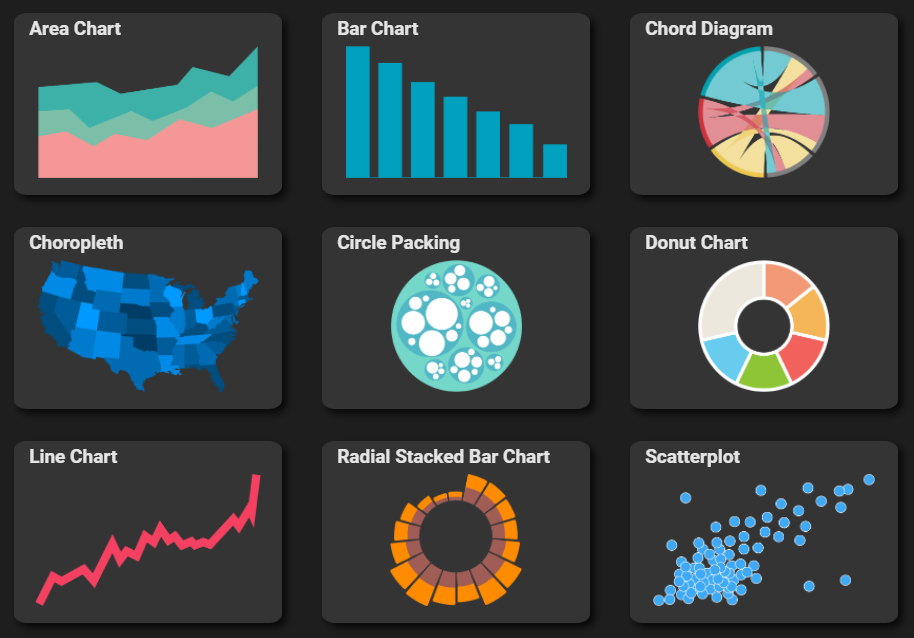 Area Chart
Bar Chart
Chord Diagram
Choropleth
Circle Packing
Donut Chart
Line Chart
Radial Stacked Bar Chart
Scatterplot